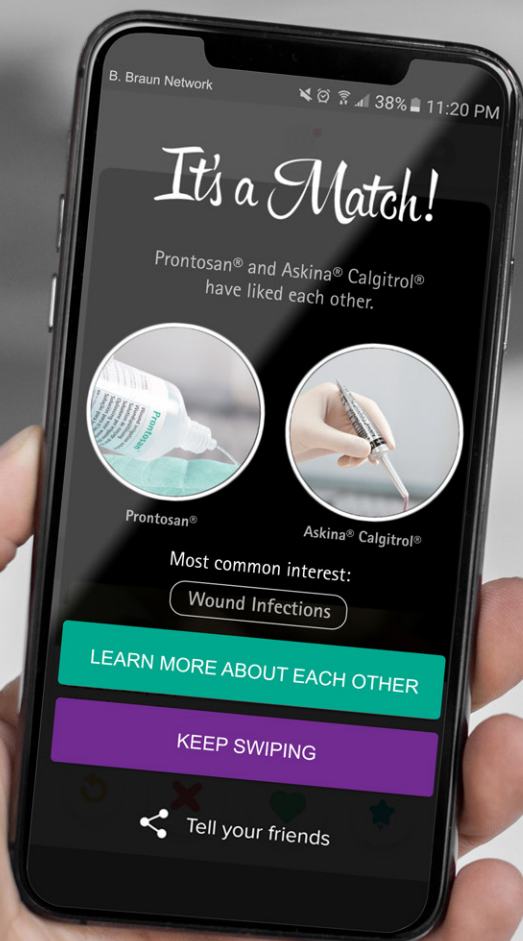 B. Braun Network
38% 11:20 PM
It's a Match!
Prontosan® and Askina® Calgitrol®
have liked each other.
Prontosan
Prontosan®
Askina® Calgitrol®
Most common interest:
Wound Infections
LEARN MORE ABOUT EACH OTHER
KEEP SWIPING
Tell your friends